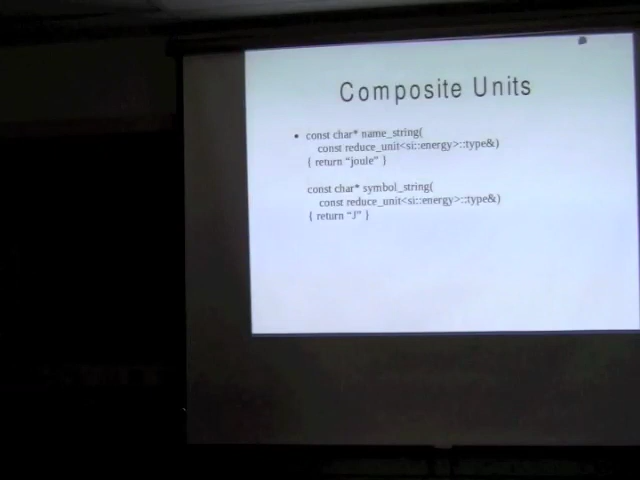 Composite Units
• const char* name_string(
const reduce_unit<si::energy>::type&)
{ return “joule” }
const char* symbol_string(
const reduce_unit<si::energy>::type&)
{ return “J” }